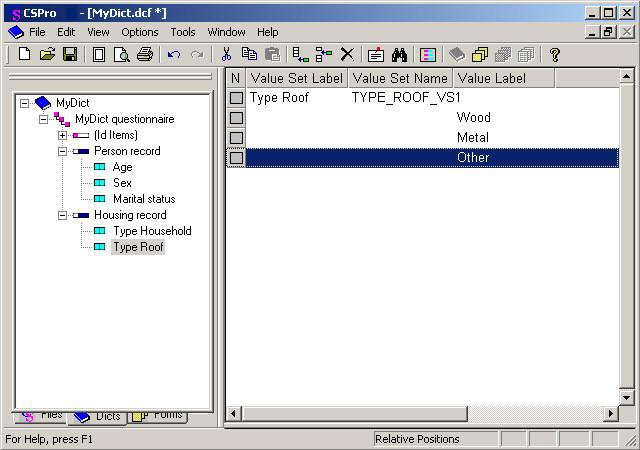 CSPro - [MyDict.dcf *]
File Edit View Options Tools Window Help
N Value Set Label Value Set Name Value Label
Type Roof TYPE_ROOF_VS1
Wood
Metal
Other
MyDict
MyDict questionnaire
(Id Items)
Person record
Age
Sex
Marital status
Housing record
Type Household
Type Roof
Files Dicts Forms
For Help, press F1 Relative Positions